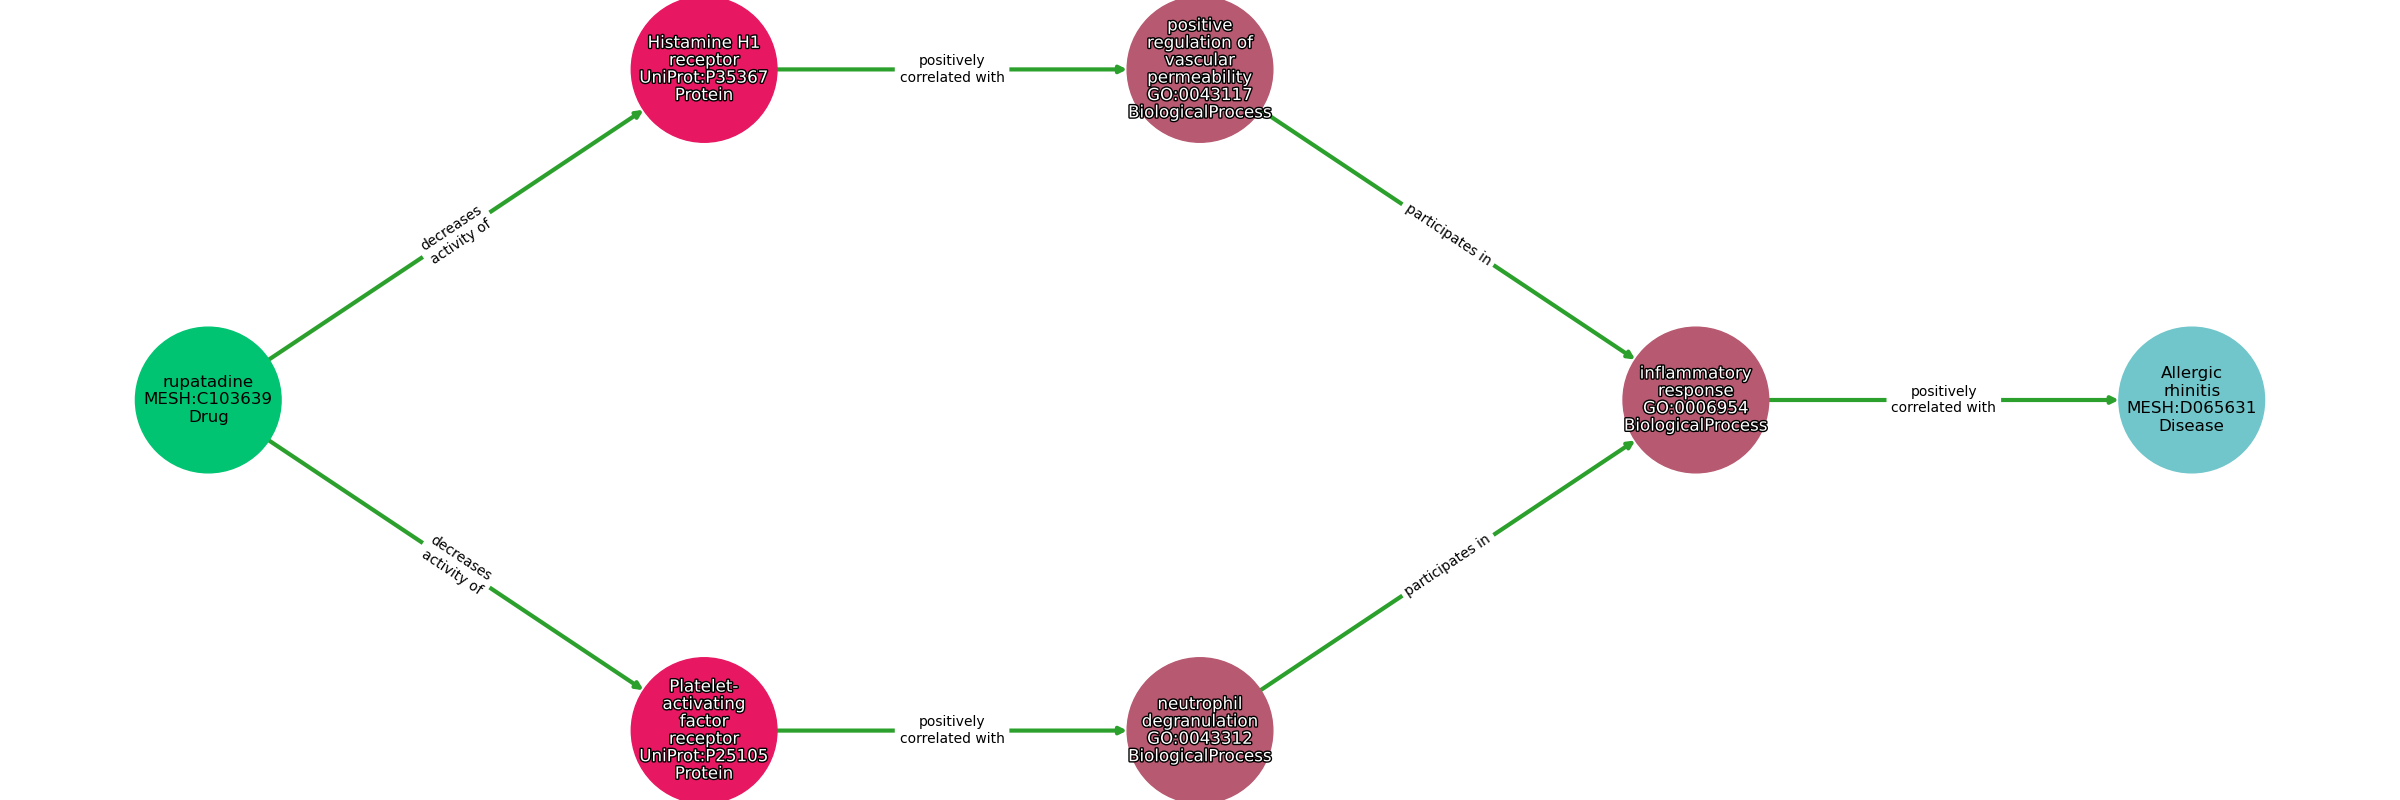 Histamine H1
receptor
UniProt:P35367
Protein
positively
correlated with
positive
regulation of
vascular
permeability
GO:0043117
BiologicalProcess
decreases
activity of
participates in
rupatadine
MESH:C103639
Drug
inflammatory
response
GO:0006954
BiologicalProcess
positively
correlated with
Allergic
rhinitis
MESH:D065631
Disease
decreases
activity of
participates in
Platelet-
activating
factor
receptor
UniProt:P25105
Protein
positively
correlated with
neutrophil
degranulation
GO:0043312
BiologicalProcess